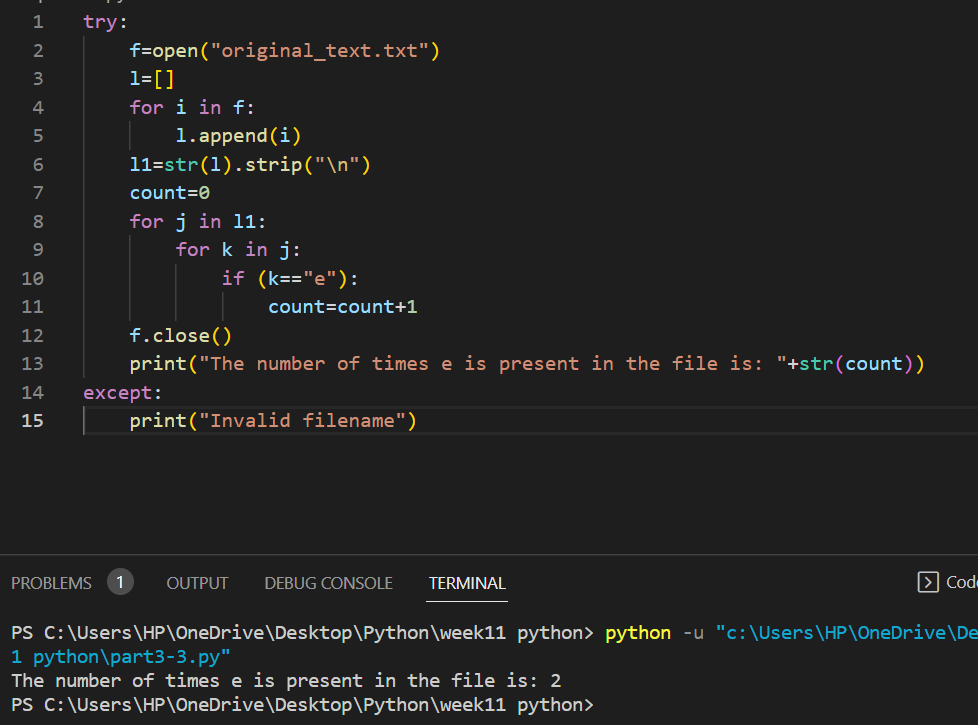 1 try:
2     f=open("original_text.txt")
3     l=[]
4     for i in f:
5         l.append(i)
6     l1=str(l).strip("\n")
7     count=0
8     for j in l1:
9         for k in j:
10             if (k=="e"):
11                 count=count+1
12     f.close()
13     print("The number of times e is present in the file is: "+str(count))
14 except:
15     print("Invalid filename")
PROBLEMS 1 OUTPUT DEBUG CONSOLE TERMINAL Code
PS C:\Users\HP\OneDrive\Desktop\Python\week11 python> python -u "c:\Users\HP\OneDrive\De
1 python\part3-3.py"
The number of times e is present in the file is: 2
PS C:\Users\HP\OneDrive\Desktop\Python\week11 python>